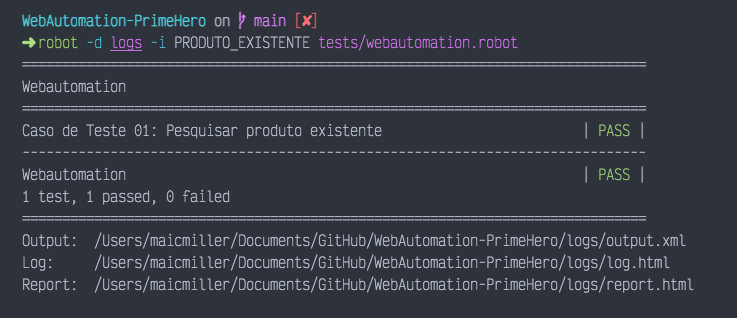 WebAutomation-PrimeHero on main [✘]
➜ robot -d logs -i PRODUTO_EXISTENTE tests/webautomation.robot
==============================================================================
Webautomation
==============================================================================
Caso de Teste 01: Pesquisar produto existente | PASS |
------------------------------------------------------------------------------
Webautomation | PASS |
1 test, 1 passed, 0 failed
==============================================================================
Output: /Users/maicmiller/Documents/GitHub/WebAutomation-PrimeHero/logs/output.xml
Log: /Users/maicmiller/Documents/GitHub/WebAutomation-PrimeHero/logs/log.html
Report: /Users/maicmiller/Documents/GitHub/WebAutomation-PrimeHero/logs/report.html